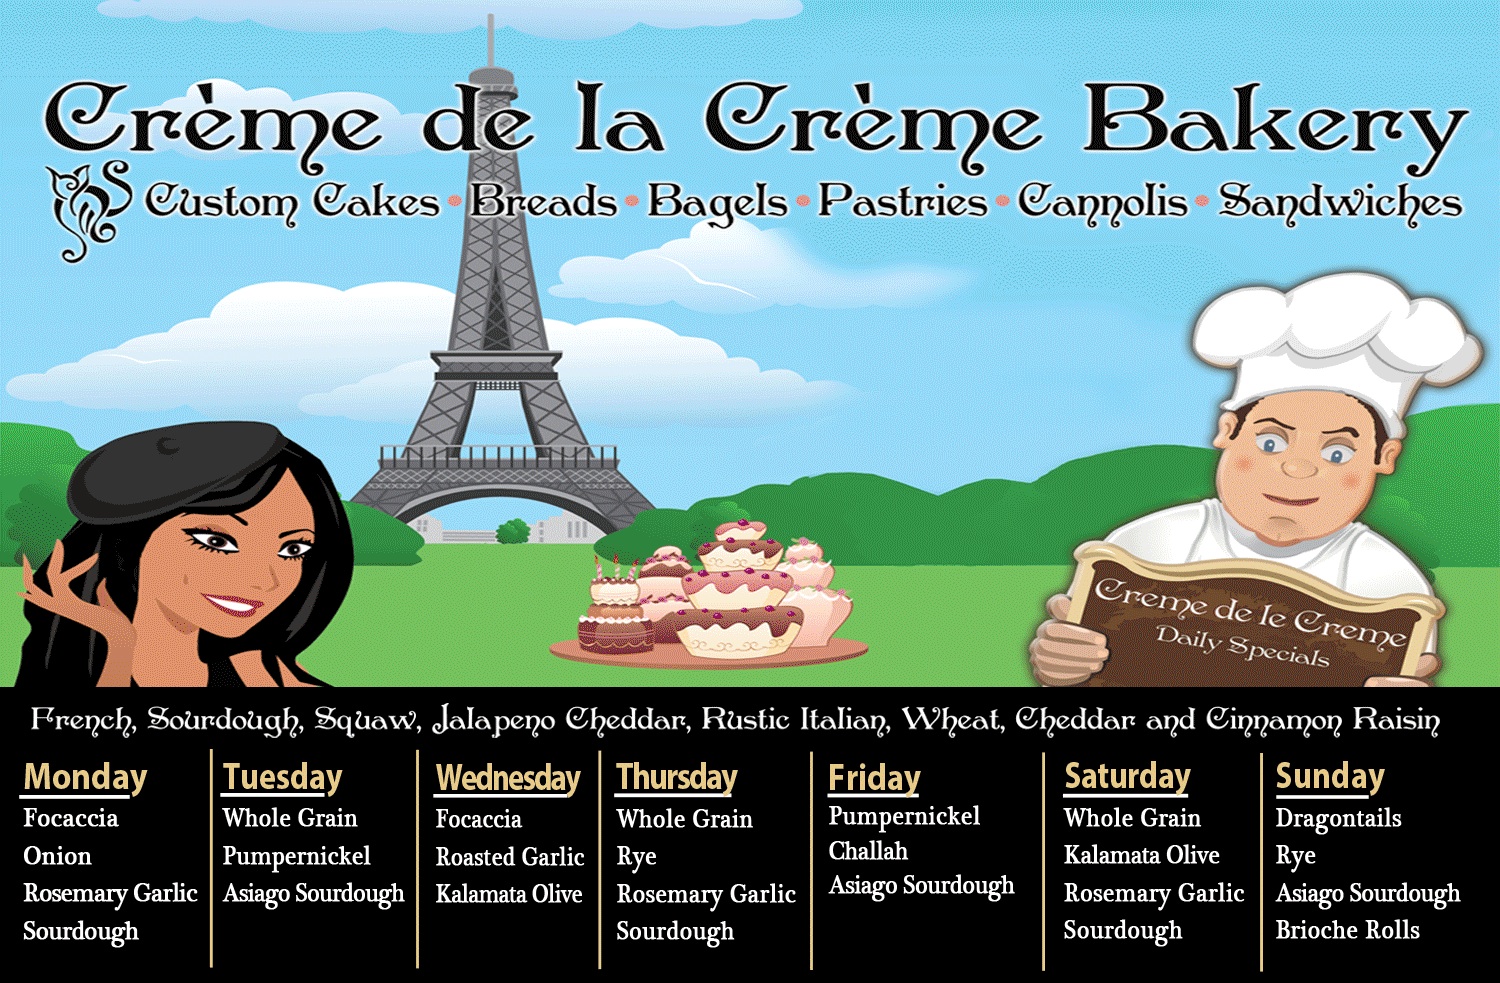 Crème de la Crème Bakery
Custom Cakes • Breads • Bagels • Pastries • Cannolis • Sandwiches
Creme de le Creme
Daily Specials
French, Sourdough, Squaw, Jalapeno Cheddar, Rustic Italian, Wheat, Cheddar and Cinnamon Raisin
Monday
Focaccia
Onion
Rosemary Garlic
Sourdough
Tuesday
Whole Grain
Pumpernickel
Asiago Sourdough
Wednesday
Focaccia
Roasted Garlic
Kalamata Olive
Thursday
Whole Grain
Rye
Rosemary Garlic
Sourdough
Friday
Pumpernickel
Challah
Asiago Sourdough
Saturday
Whole Grain
Kalamata Olive
Rosemary Garlic
Sourdough
Sunday
Dragontails
Rye
Asiago Sourdough
Brioche Rolls